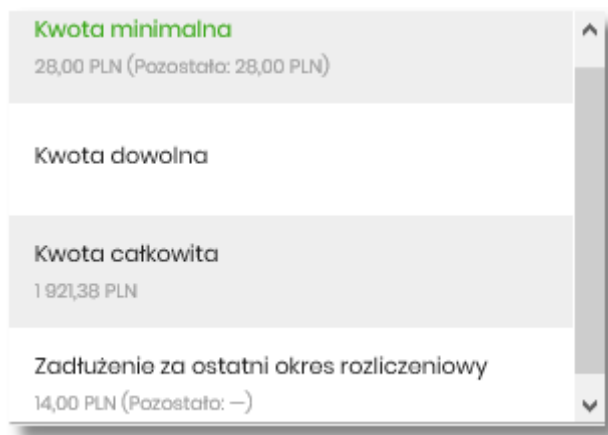 Kwota minimalna
28,00 PLN (Pozostało: 28,00 PLN)
Kwota dowolna
Kwota całkowita
1 921,38 PLN
Zadłużenie za ostatni okres rozliczeniowy
14,00 PLN (Pozostało: —)